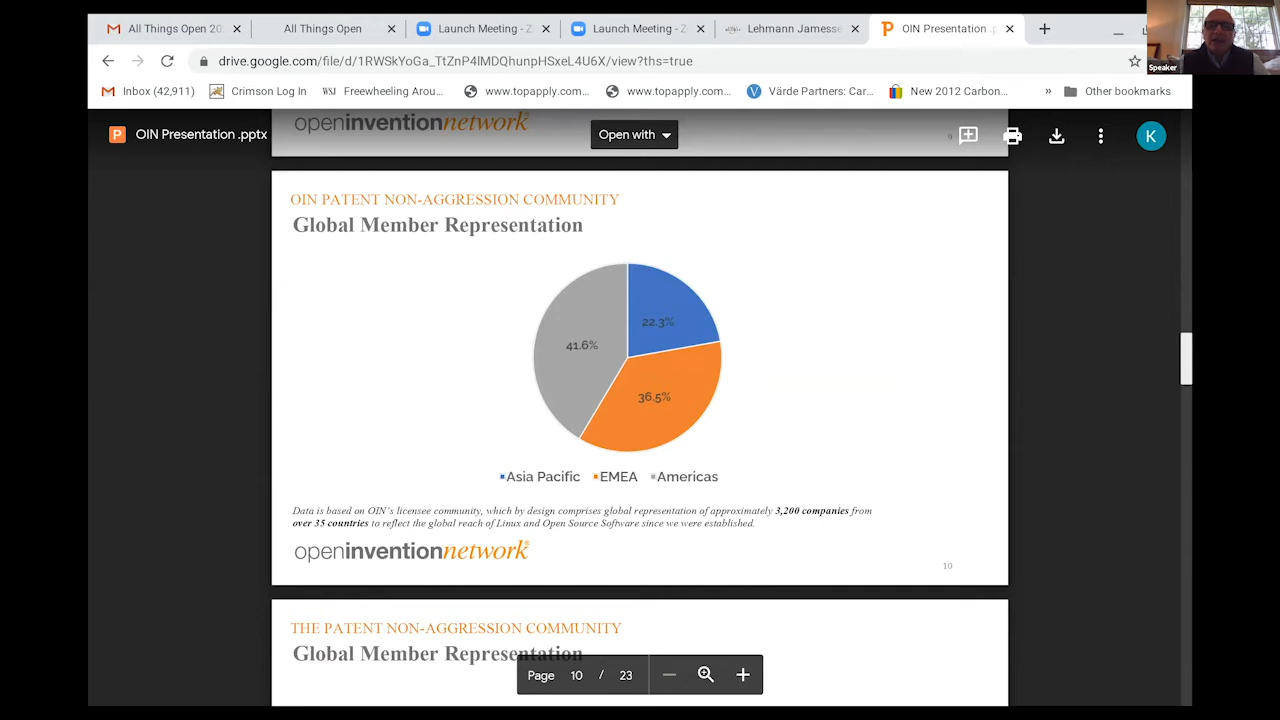 All Things Open 20
All Things Open
Launch Meeting - Z
Launch Meeting - Z
Lehmann Jamesse
OIN Presentation .p
drive.google.com/file/d/1RWSkYoGa_TtZnP4lMDQhunpHSxeL4U6X/view?ths=true
Inbox (42,911)
Crimson Log In
WSJ
Freewheeling Arou...
www.topapply.com...
www.topapply.com...
Värde Partners: Car...
New 2012 Carbon...
»
Other bookmarks
Speaker
P
OIN Presentation .pptx
openinventionnetwork®
Open with
9
K
OIN PATENT NON-AGGRESSION COMMUNITY
Global Member Representation
22.3%
41.6%
36.5%
Asia Pacific EMEA Americas
Data is based on OIN's licensee community, which by design comprises global representation of approximately 3,200 companies from
over 35 countries to reflect the global reach of Linux and Open Source Software since we were established.
openinventionnetwork®
10
THE PATENT NON-AGGRESSION COMMUNITY
Global Member Representation
Page 10 / 23